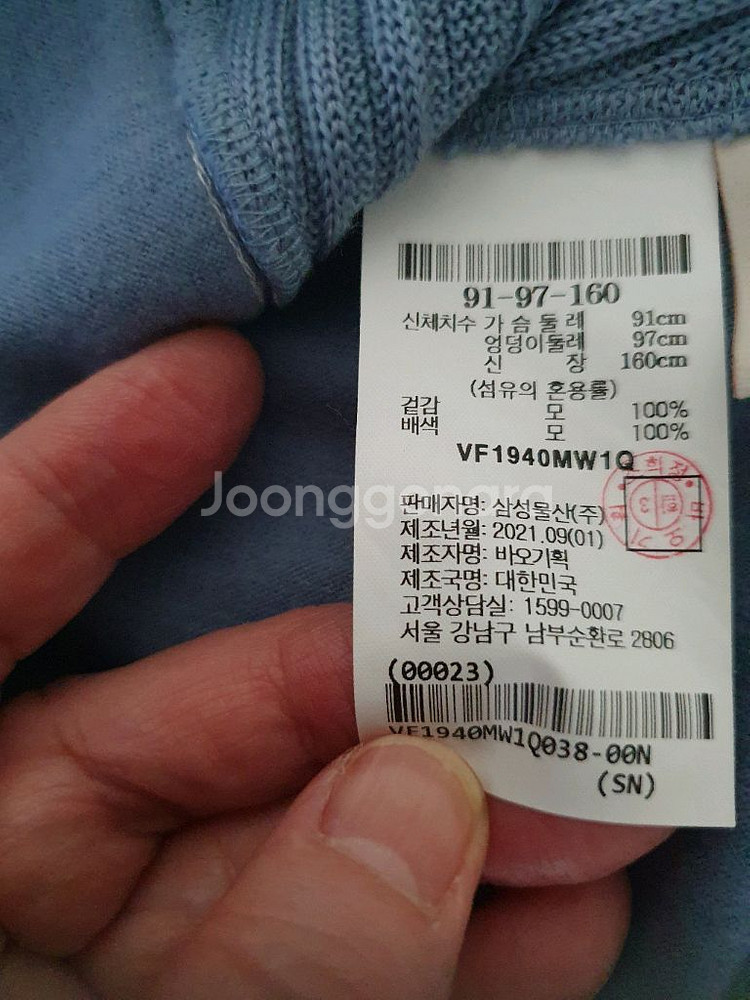 91-97-160
신체치수 가슴둘레 91cm
엉덩이둘레 97cm
신 장 160cm
(섬유의 혼용률)
겉감 모 100%
배색 모 100%
VF1940MW1Q
Joonggonara
판매자명: 삼성물산(주)
제조년월: 2021.09(01)
제조자명: 바오기획
제조국명: 대한민국
고객상담실: 1599-0007
서울 강남구 남부순환로 2806
(00023)
VF1940MW1Q038-00N
(SN)